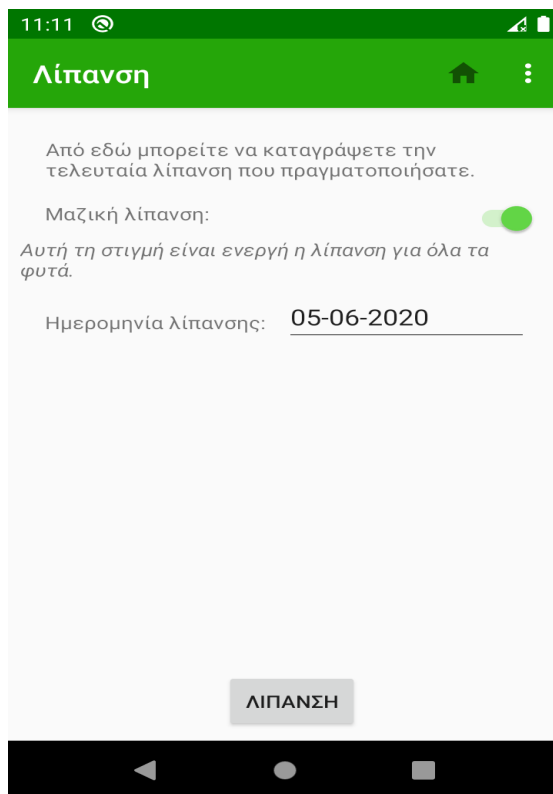 11:11
Λίπανση
Από εδώ μπορείτε να καταγράψετε την
τελευταία λίπανση που πραγματοποιήσατε.
Μαζική λίπανση:
Αυτή τη στιγμή είναι ενεργή η λίπανση για όλα τα
φυτά.
Ημερομηνία λίπανσης: 05-06-2020
ΛΙΠΑΝΣΗ